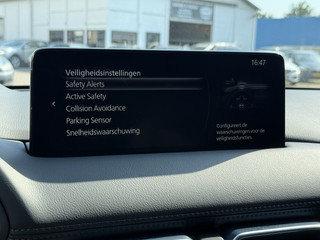 16.47
Veiligheidsinstellingen
Safety Alerts
Active Safety
Collision Avoidance
Parking Sensor
Snelheidswaarschuwing
Configureert de
waarschuwingen voor de
veiligheidsfuncties.